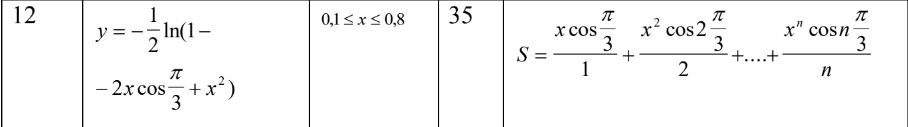 12
y = −1/2 ln(1 −
− 2x cos π/3 + x²)
0,1 ≤ x ≤ 0,8
35
S = (x cos π/3)/1 + (x² cos 2 π/3)/2 + .... + (xⁿ cos n π/3)/n